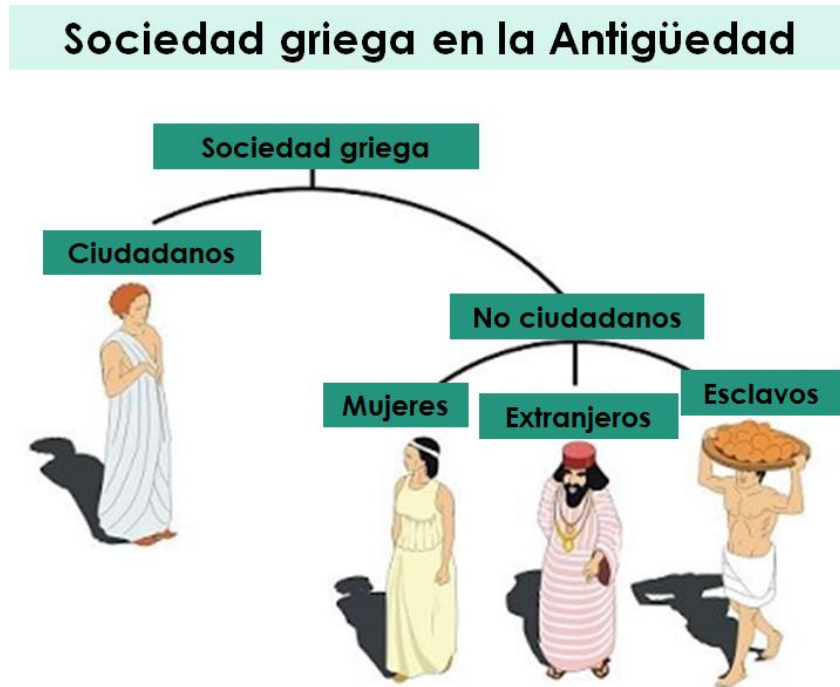 Sociedad griega en la Antigüedad
Sociedad griega
Ciudadanos
No ciudadanos
Mujeres
Extranjeros
Esclavos